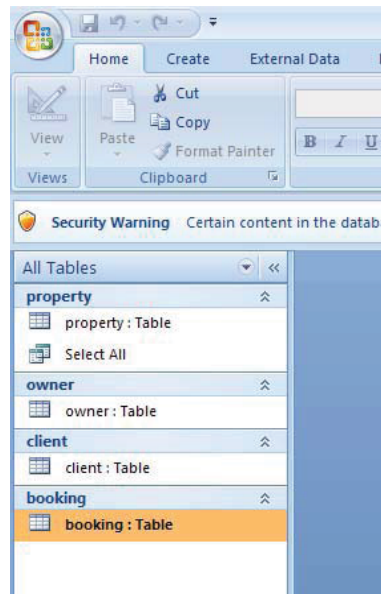 Home Create External Data
View
Paste
Cut
Copy
Format Painter
B I U
Views Clipboard
Security Warning Certain content in the datab
All Tables
property
property : Table
Select All
owner
owner : Table
client
client : Table
booking
booking : Table